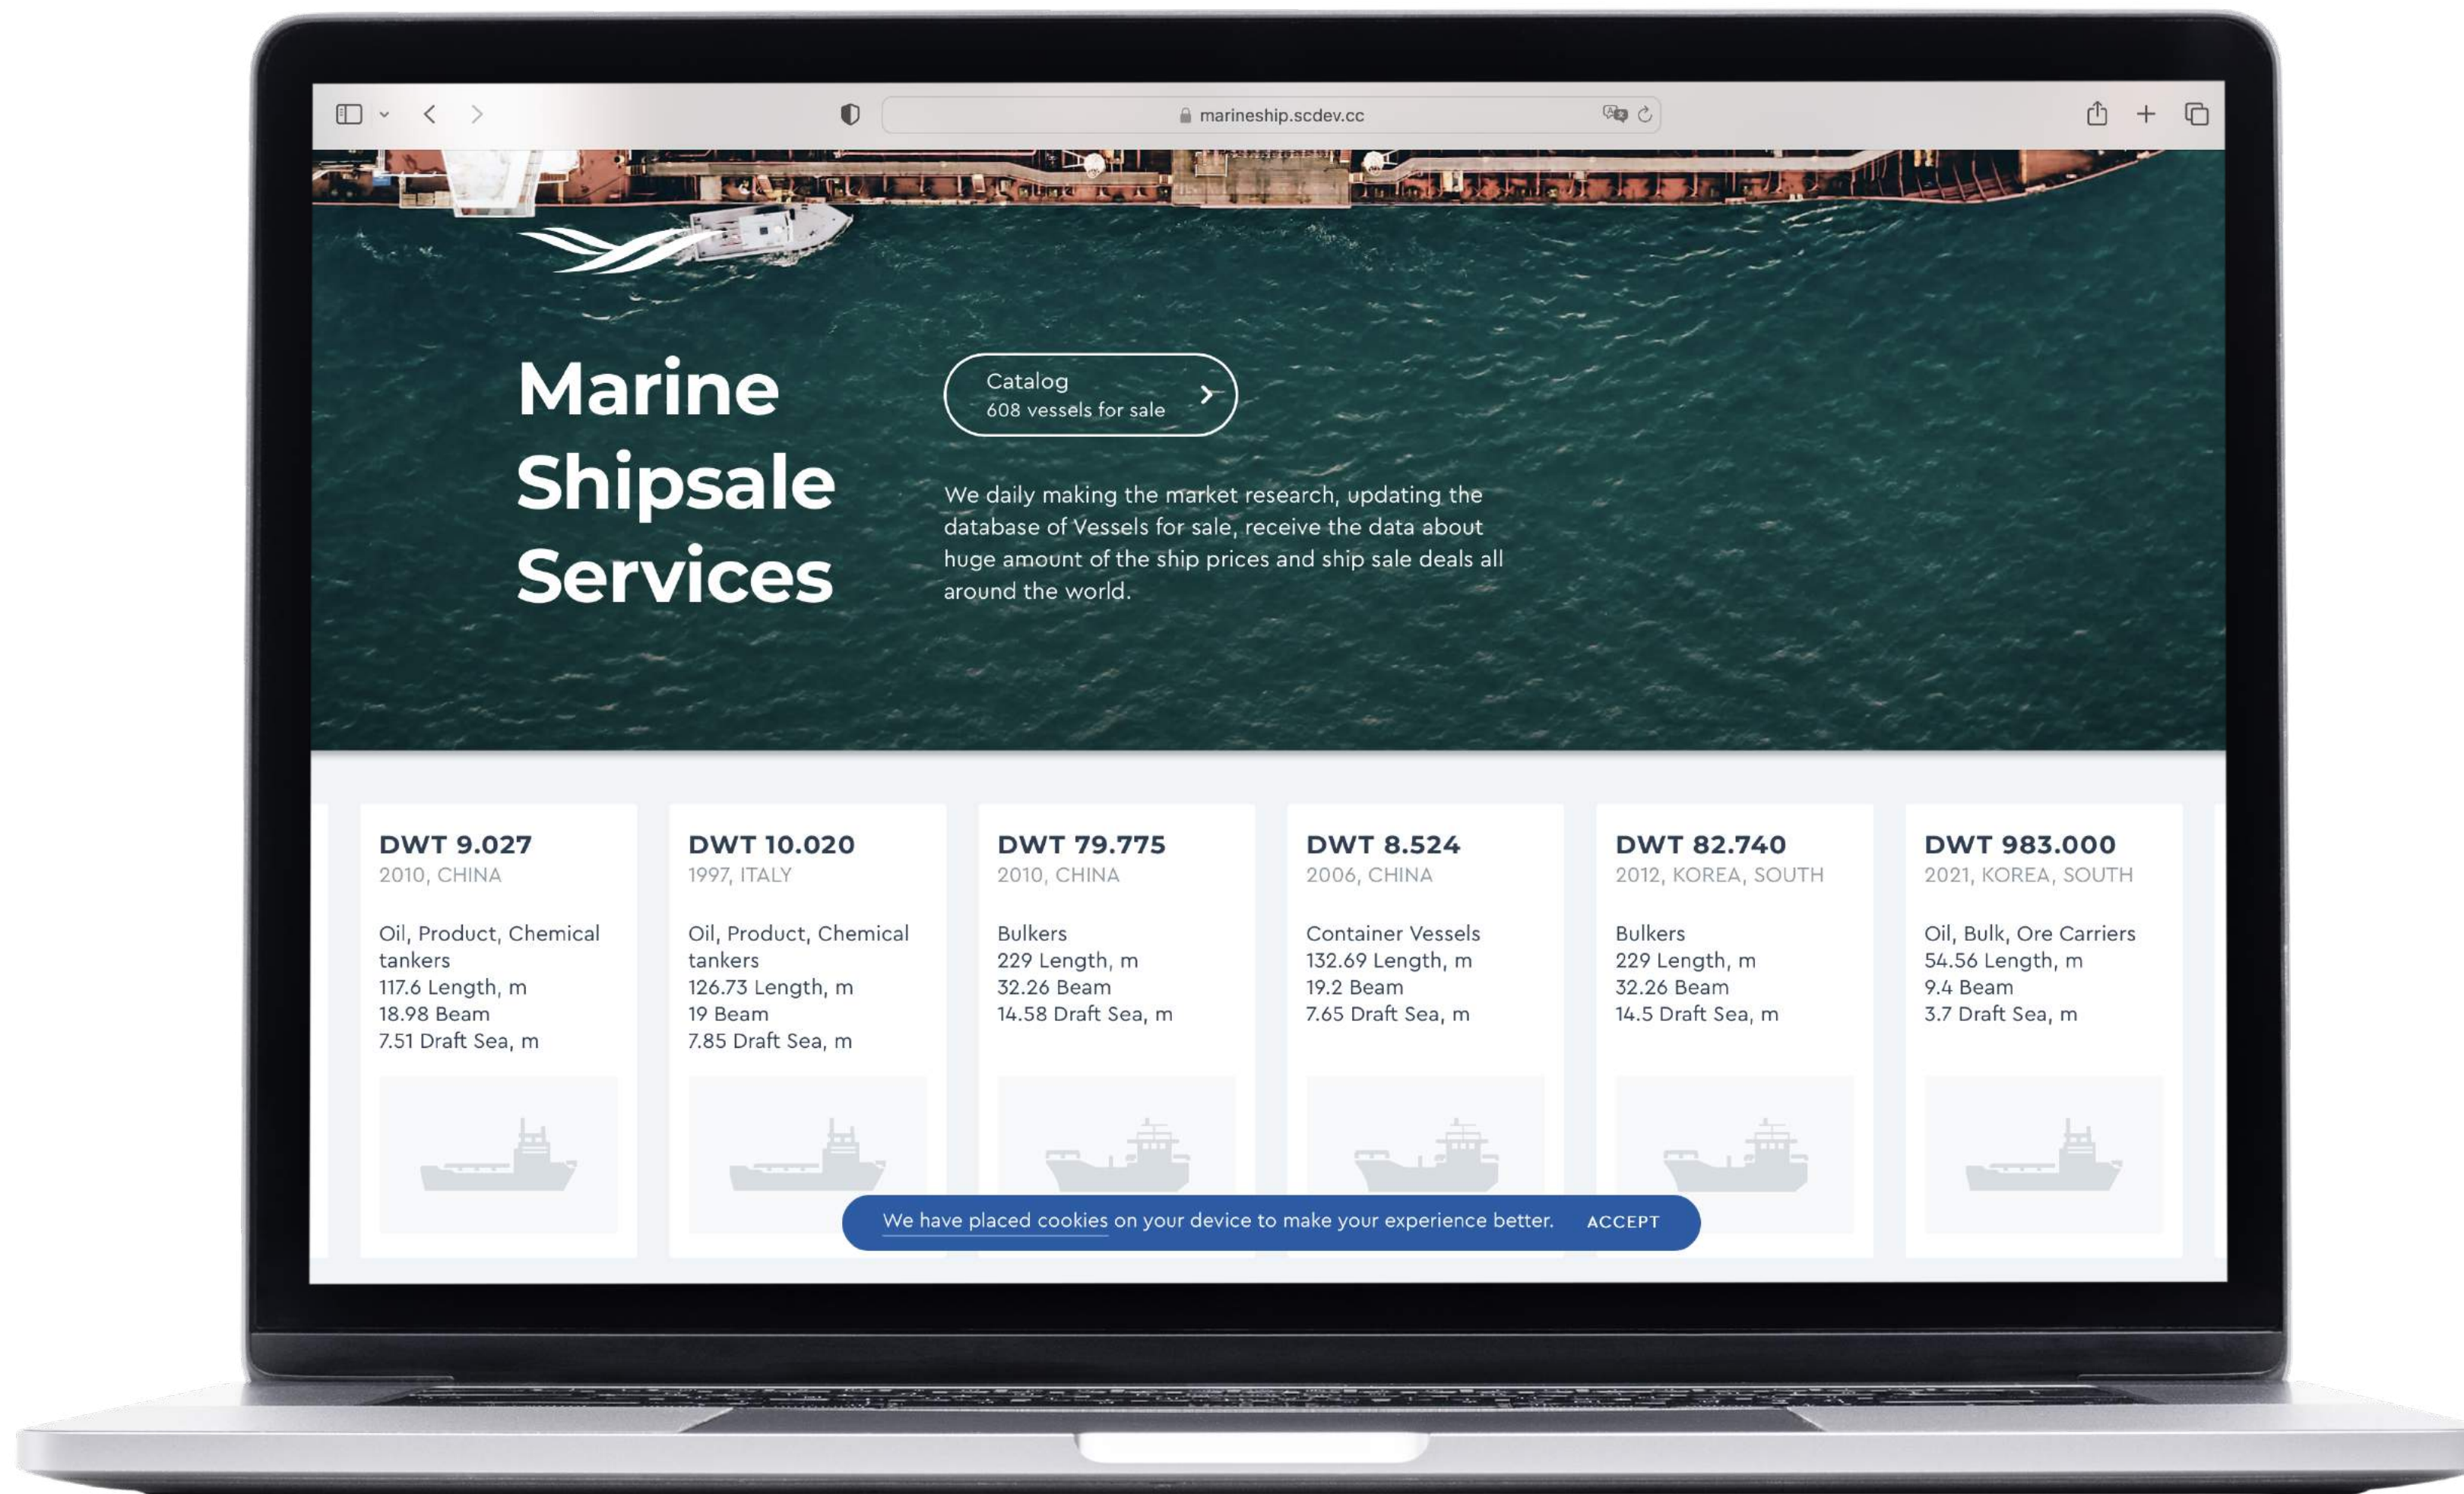 marineship.scdev.cc
Marine
Shipsale
Services
Catalog
608 vessels for sale
We daily making the market research, updating the
database of Vessels for sale, receive the data about
huge amount of the ship prices and ship sale deals all
around the world.
DWT 9.027
2010, CHINA
Oil, Product, Chemical
tankers
117.6 Length, m
18.98 Beam
7.51 Draft Sea, m
DWT 10.020
1997, ITALY
Oil, Product, Chemical
tankers
126.73 Length, m
19 Beam
7.85 Draft Sea, m
DWT 79.775
2010, CHINA
Bulkers
229 Length, m
32.26 Beam
14.58 Draft Sea, m
DWT 8.524
2006, CHINA
Container Vessels
132.69 Length, m
19.2 Beam
7.65 Draft Sea, m
DWT 82.740
2012, KOREA, SOUTH
Bulkers
229 Length, m
32.26 Beam
14.5 Draft Sea, m
DWT 983.000
2021, KOREA, SOUTH
Oil, Bulk, Ore Carriers
54.56 Length, m
9.4 Beam
3.7 Draft Sea, m
We have placed cookies on your device to make your experience better. ACCEPT